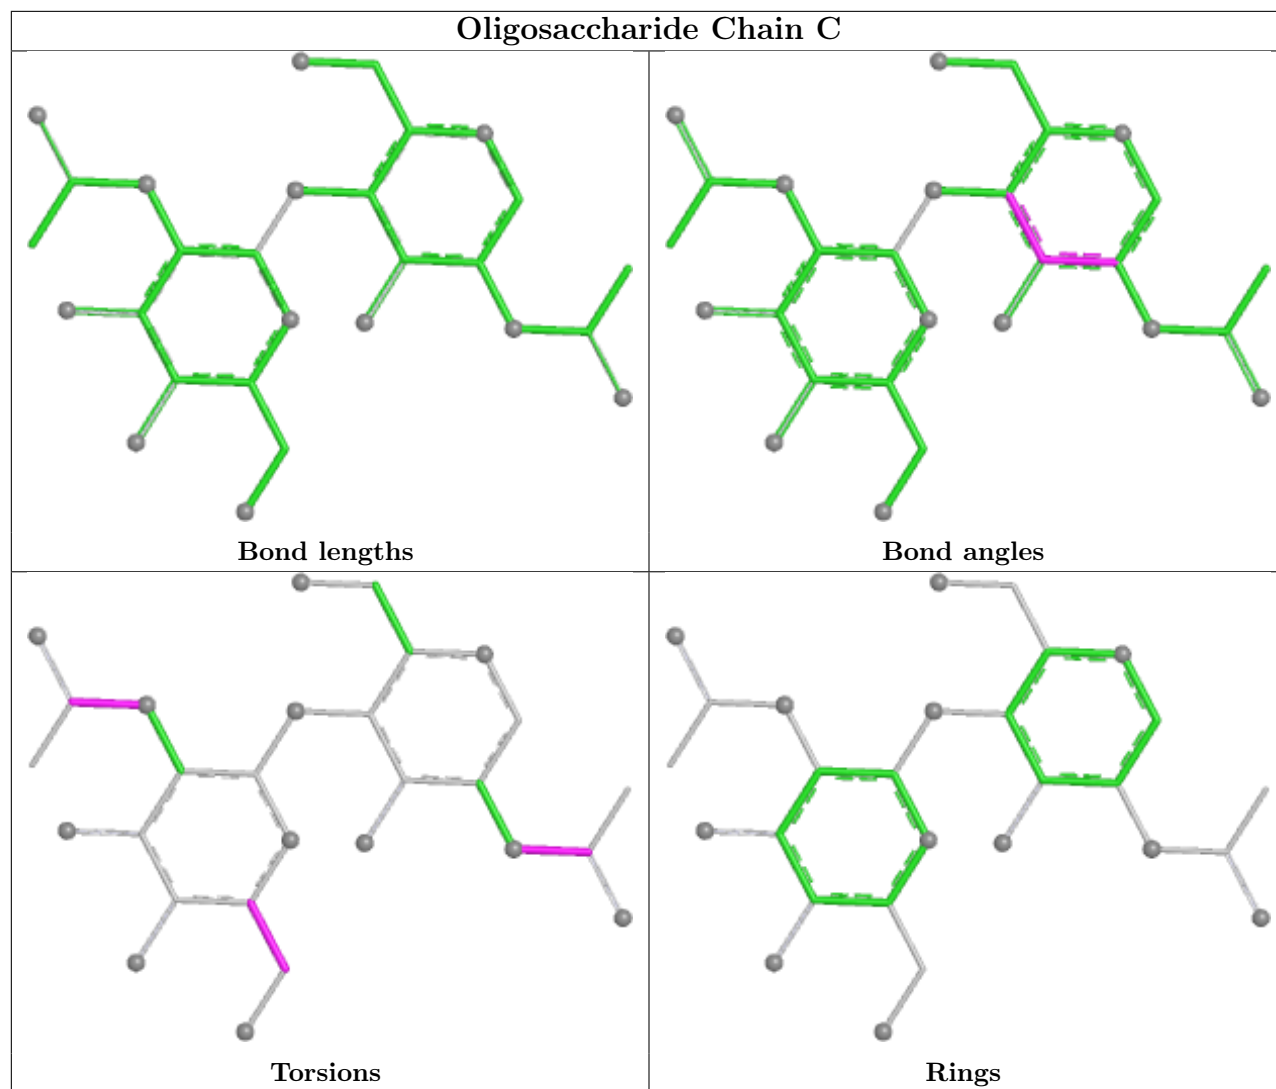 Oligosaccharide Chain C
Bond lengths
Bond angles
Torsions
Rings